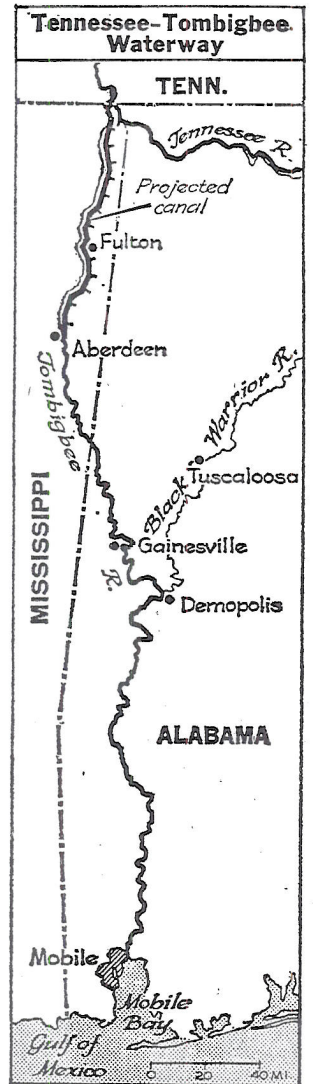 Tennessee-Tombigbee
Waterway
TENN.
Tennessee R.
Projected
canal
Fulton
Aberdeen
Tombigbee
R.
Black Warrior R.
Tuscaloosa
MISSISSIPPI
Gainesville
Demopolis
ALABAMA
Mobile
Mobile
Bay
Gulf of
Mexico
0 20 40 MI.